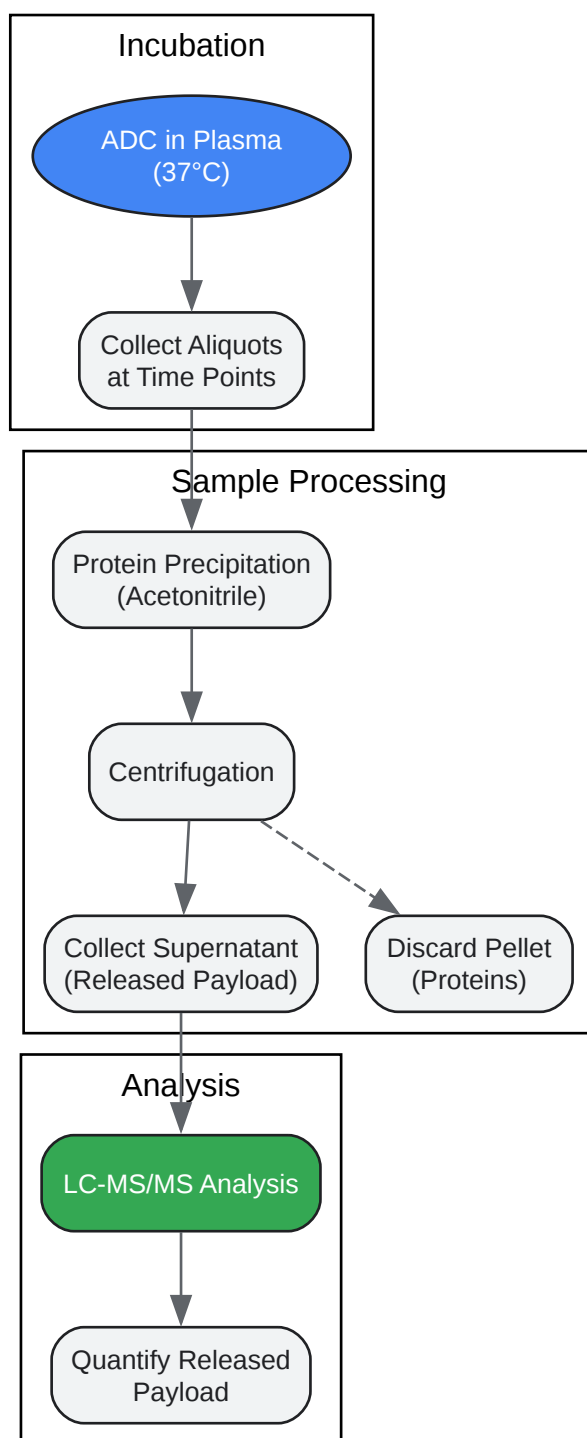 Incubation
ADC in Plasma
(37°C)
Collect Aliquots
at Time Points
Sample Processing
Protein Precipitation
(Acetonitrile)
Centrifugation
Collect Supernatant
(Released Payload)
Discard Pellet
(Proteins)
Analysis
LC-MS/MS Analysis
Quantify Released
Payload